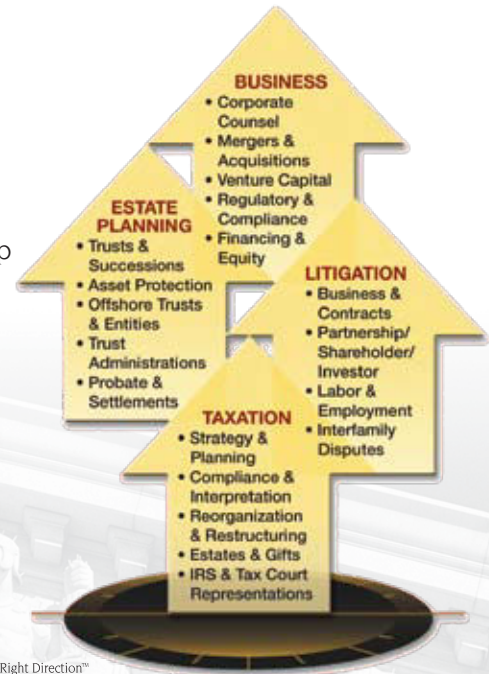 BUSINESS
• Corporate
Counsel
• Mergers &
Acquisitions
• Venture Capital
• Regulatory &
Compliance
• Financing &
Equity
ESTATE
PLANNING
• Trusts &
Successions
• Asset Protection
• Offshore Trusts
& Entities
• Trust
Administrations
• Probate &
Settlements
LITIGATION
• Business &
Contracts
• Partnership/
Shareholder/
Investor
• Labor &
Employment
• Interfamily
Disputes
TAXATION
• Strategy &
Planning
• Compliance &
Interpretation
• Reorganization
& Restructuring
• Estates & Gifts
• IRS & Tax Court
Representations
Right Direction™